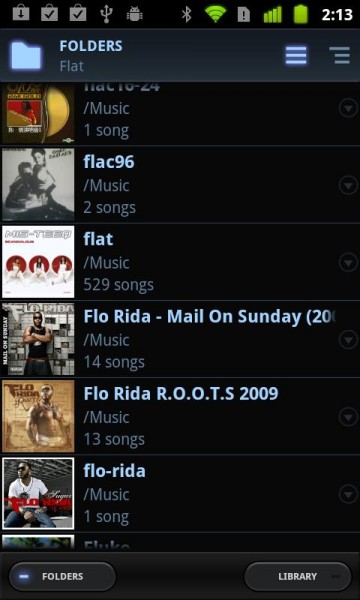 2:13
FOLDERS
Flat
flac16-24
/Music
1 song
flac96
/Music
2 songs
MIS-TEEQ
flat
/Music
529 songs
FLO RIDA
MAIL ON SUNDAY
Flo Rida - Mail On Sunday (200
/Music
14 songs
FLO RIDA
Flo Rida R.O.O.T.S 2009
/Music
13 songs
flo-rida
/Music
1 song
Fluke
FOLDERS
LIBRARY